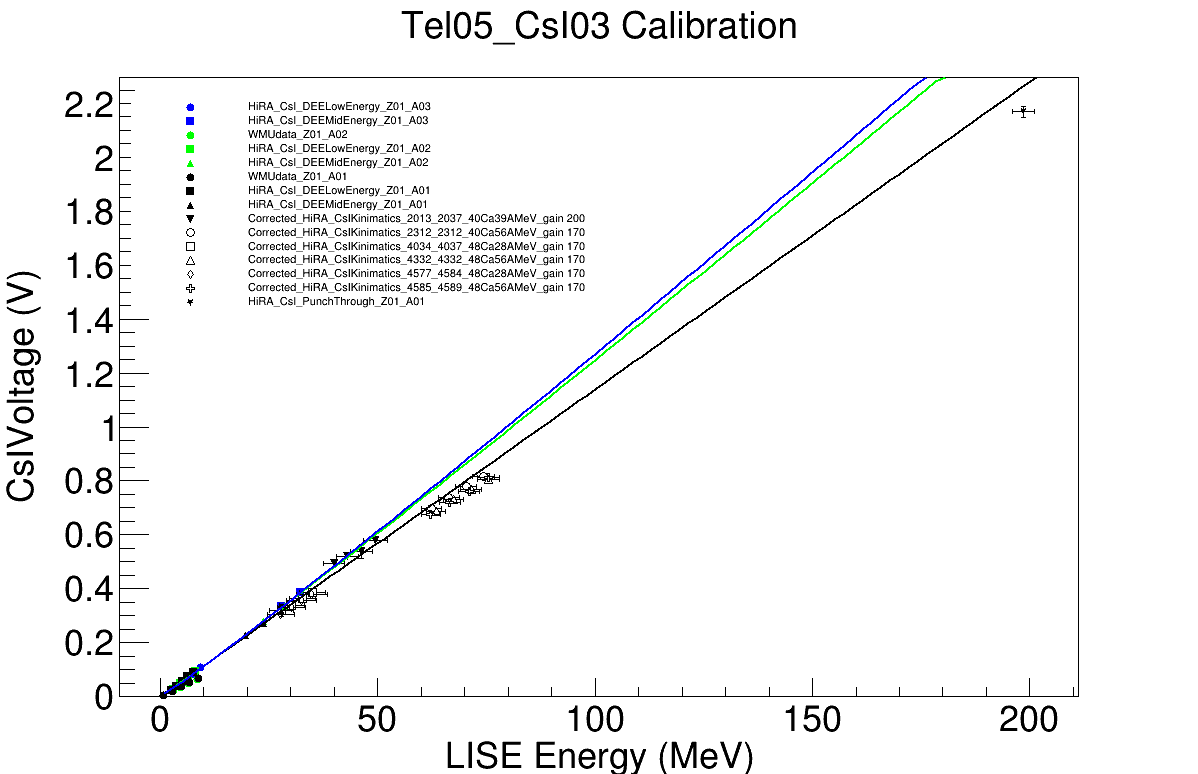 Tel05_CsI03 Calibration
CsIVoltage (V)
2.2
2
1.8
1.6
1.4
1.2
1
0.8
0.6
0.4
0.2
0
HiRA_CsI_DEELowEnergy_Z01_A03
HiRA_CsI_DEEMidEnergy_Z01_A03
WMUdata_Z01_A02
HiRA_CsI_DEELowEnergy_Z01_A02
HiRA_CsI_DEEMidEnergy_Z01_A02
WMUdata_Z01_A01
HiRA_CsI_DEELowEnergy_Z01_A01
HiRA_CsI_DEEMidEnergy_Z01_A01
Corrected_HiRA_CsIKinimatics_2013_2037_40Ca39AMeV_gain 200
Corrected_HiRA_CsIKinimatics_2312_2312_40Ca56AMeV_gain 170
Corrected_HiRA_CsIKinimatics_4034_4037_48Ca28AMeV_gain 170
Corrected_HiRA_CsIKinimatics_4332_4332_48Ca56AMeV_gain 170
Corrected_HiRA_CsIKinimatics_4577_4584_48Ca28AMeV_gain 170
Corrected_HiRA_CsIKinimatics_4585_4589_48Ca56AMeV_gain 170
HiRA_CsI_PunchThrough_Z01_A01
0 50 100 150 200
LISE Energy (MeV)